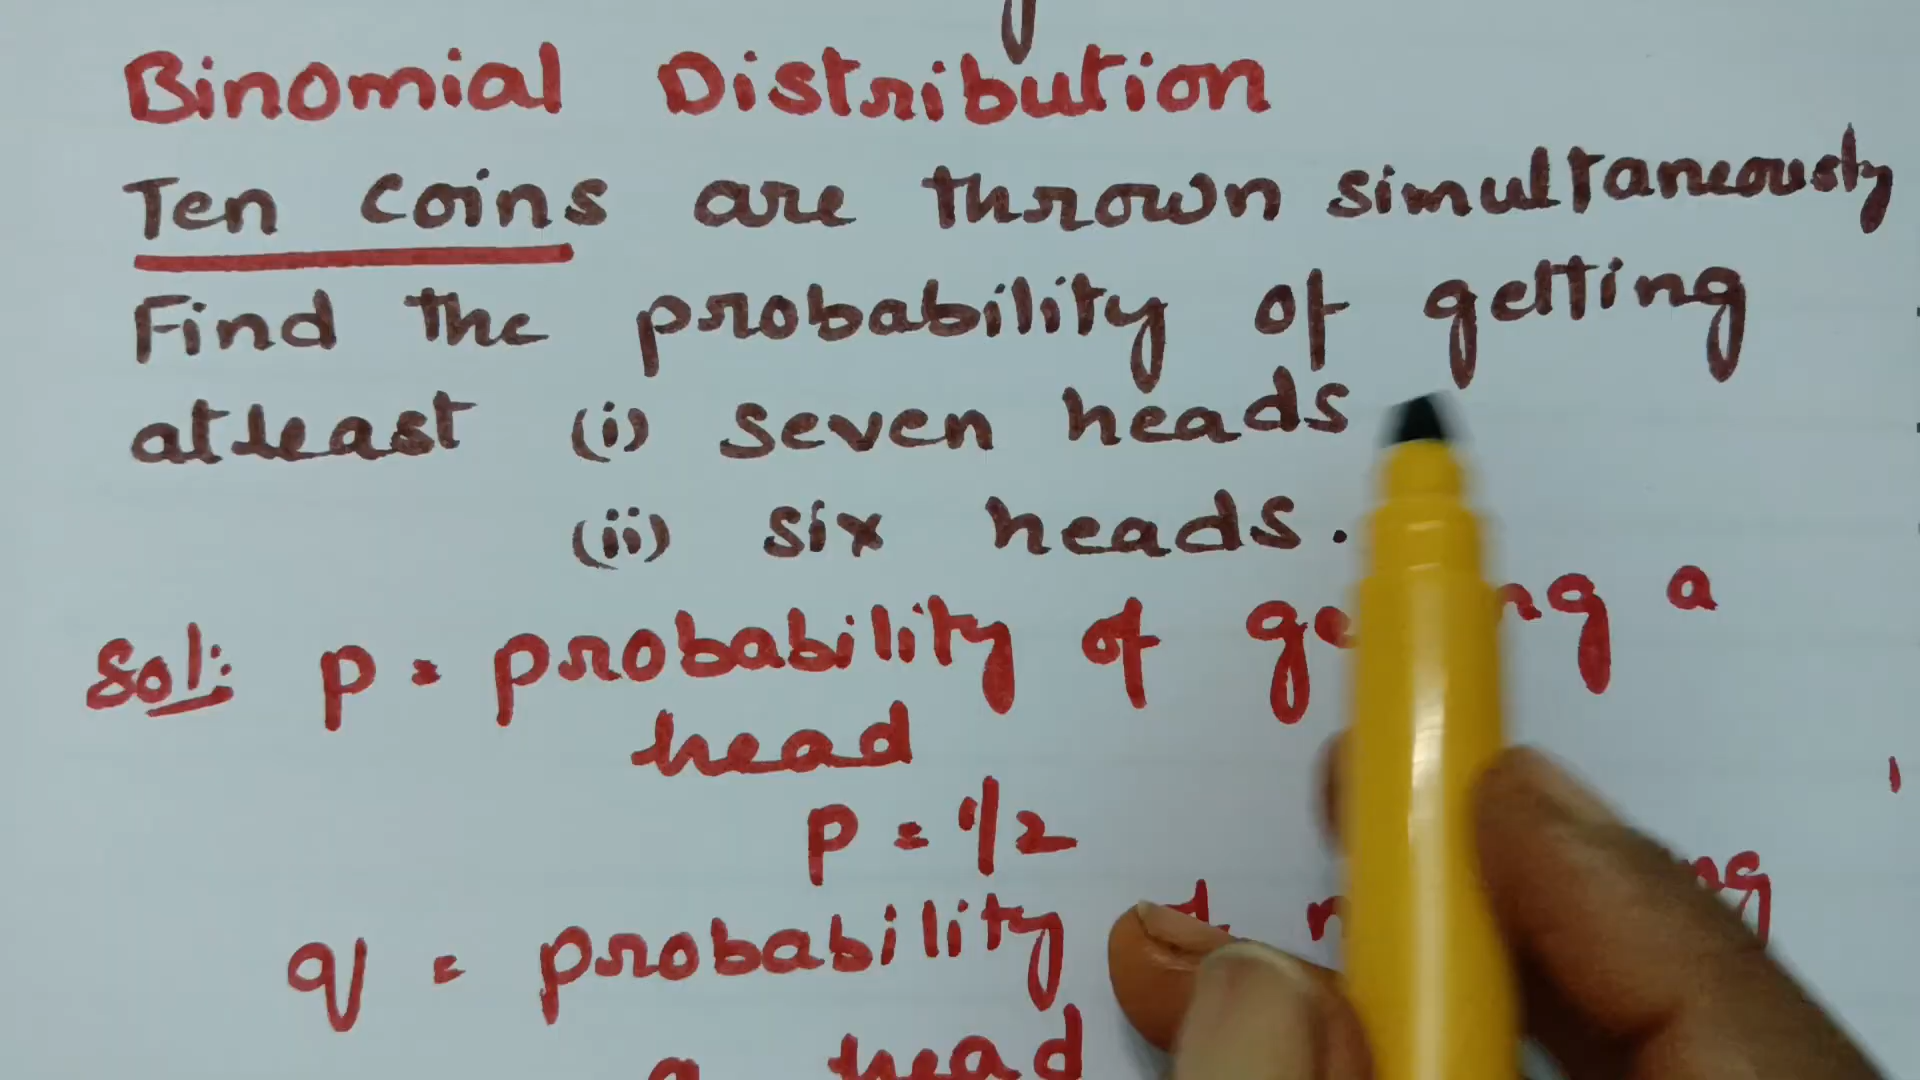 Binomial Distribution
Ten coins are thrown simultaneously
Find the probability of getting
atleast (i) seven heads
(ii) six heads.
Sol: p = probability of a
head
p = 1/2
q = probability
a head